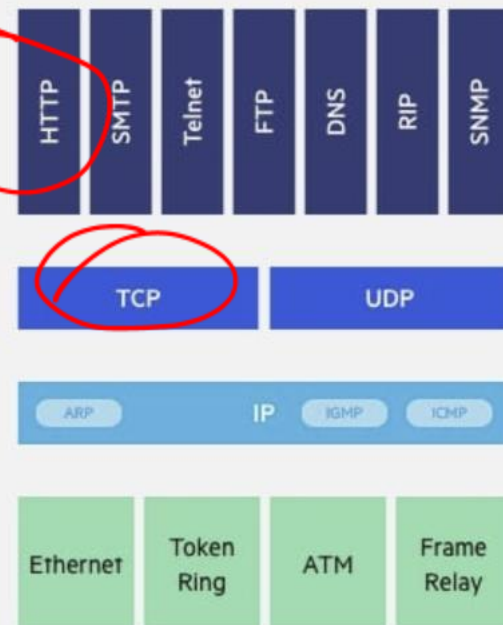 HTTP
SMTP
Telnet
FTP
DNS
RIP
SNMP
TCP
UDP
ARP
IP
IGMP
ICMP
Ethernet
Token
Ring
ATM
Frame
Relay